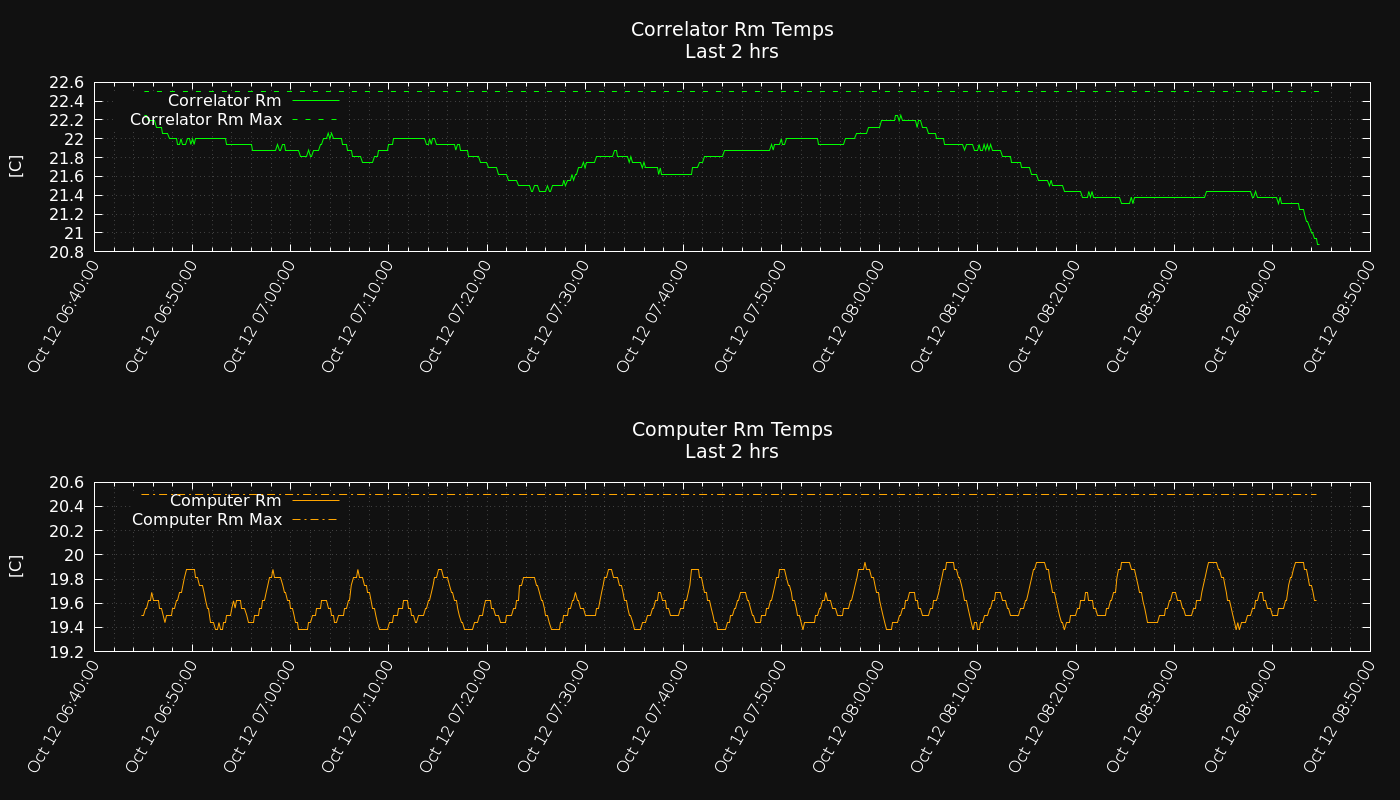 Correlator Rm Temps
Last 2 hrs
22.6
22.4
22.2
22
21.8
21.6
21.4
21.2
21
20.8
[C]
Correlator Rm
Correlator Rm Max
Oct 12 06:40:00
Oct 12 06:50:00
Oct 12 07:00:00
Oct 12 07:10:00
Oct 12 07:20:00
Oct 12 07:30:00
Oct 12 07:40:00
Oct 12 07:50:00
Oct 12 08:00:00
Oct 12 08:10:00
Oct 12 08:20:00
Oct 12 08:30:00
Oct 12 08:40:00
Oct 12 08:50:00
Computer Rm Temps
Last 2 hrs
20.6
20.4
20.2
20
19.8
19.6
19.4
19.2
[C]
Computer Rm
Computer Rm Max
Oct 12 06:40:00
Oct 12 06:50:00
Oct 12 07:00:00
Oct 12 07:10:00
Oct 12 07:20:00
Oct 12 07:30:00
Oct 12 07:40:00
Oct 12 07:50:00
Oct 12 08:00:00
Oct 12 08:10:00
Oct 12 08:20:00
Oct 12 08:30:00
Oct 12 08:40:00
Oct 12 08:50:00